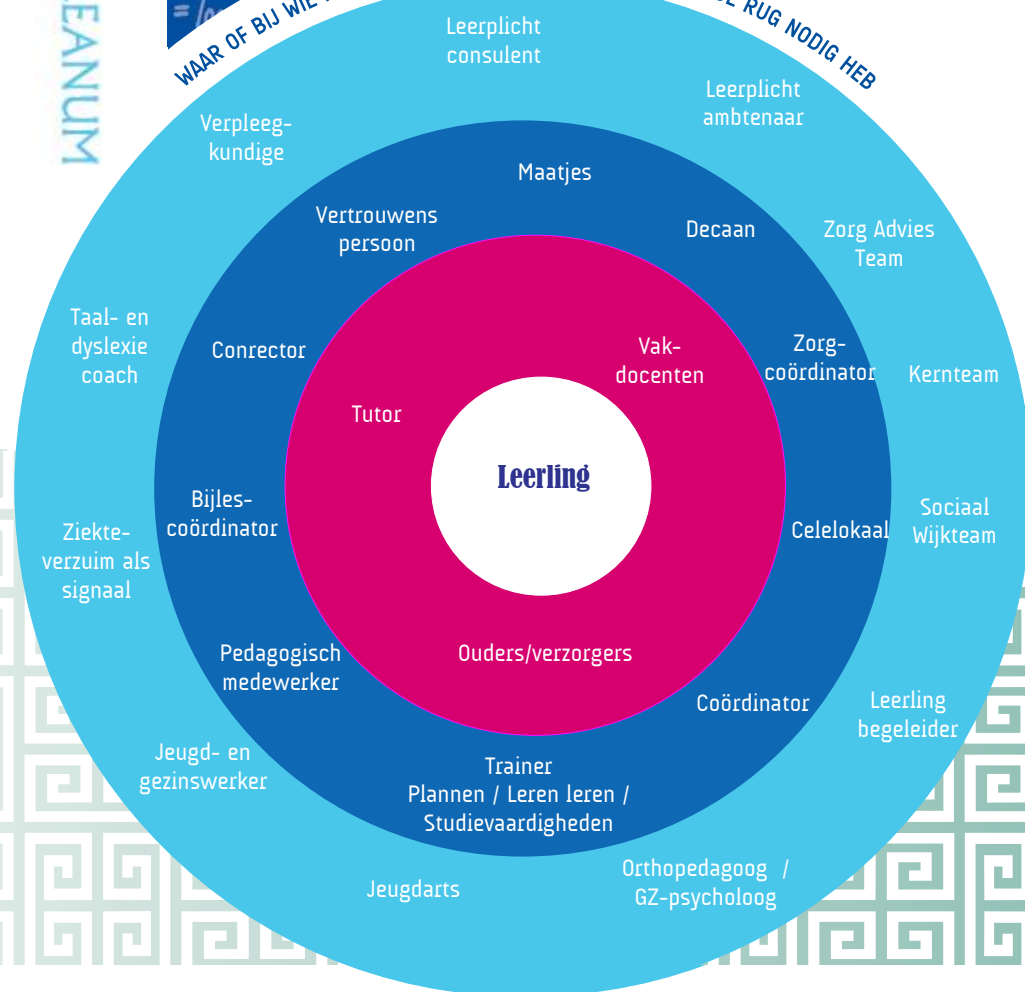 EANUM
WAAR OF BIJ WIE
RUG NODIG HEB
Leerplicht
consulent
Leerplicht
ambtenaar
Verpleeg-
kundige
Maatjes
Vertrouwens
persoon
Decaan
Zorg Advies
Team
Taal- en
dyslexie
coach
Conrector
Vak-
docenten
Zorg-
coördinator
Kernteam
Tutor
Leerling
Bijles-
coördinator
Celelokaal
Sociaal
Wijkteam
Ziekte-
verzuim als
signaal
Pedagogisch
medewerker
Ouders/verzorgers
Coördinator
Leerling
begeleider
Jeugd- en
gezinswerker
Trainer
Plannen / Leren leren /
Studievaardigheden
Jeugdarts
Orthopedagoog /
GZ-psycholoog